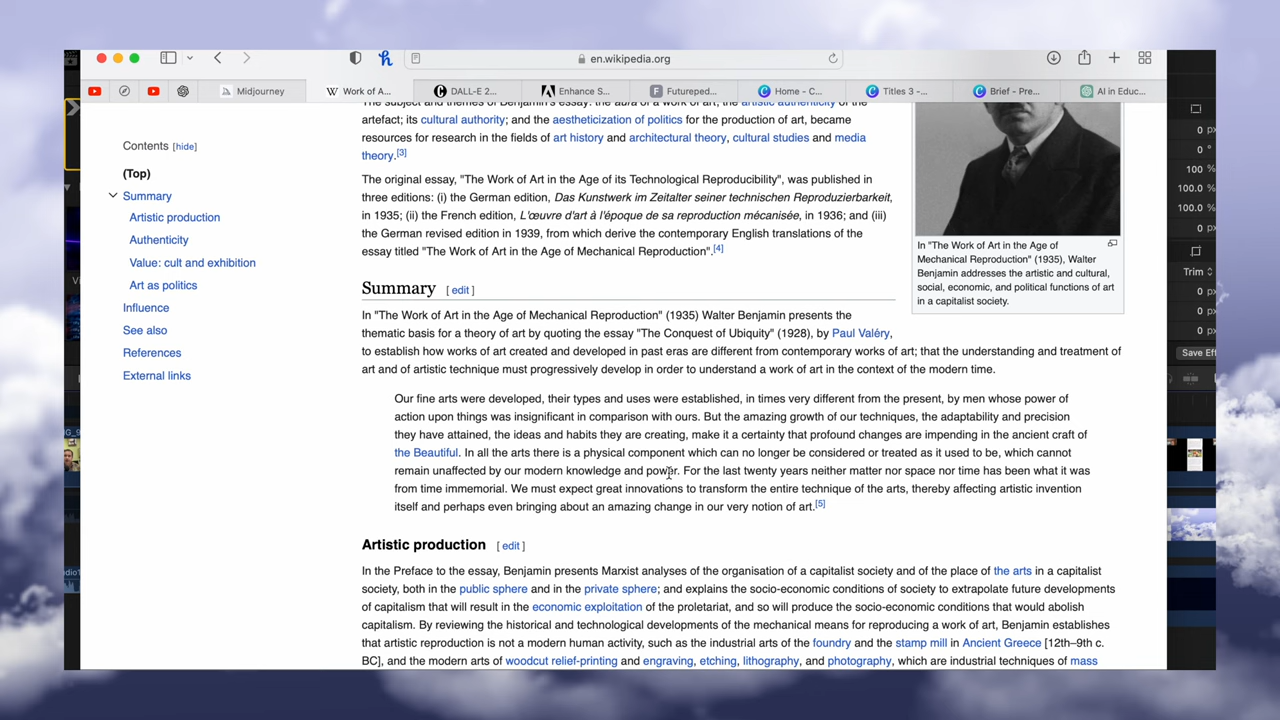 en.wikipedia.org
Midjourney
Work of A...
DALL-E 2...
Enhance S...
Futureped...
Home - C...
Titles 3 -...
Brief - Pre...
AI in Educ...
The subject and themes of Benjamin's essay: the aura of a work of art; the artistic authenticity of the
artefact; its cultural authority; and the aestheticization of politics for the production of art, became
resources for research in the fields of art history and architectural theory, cultural studies and media
theory.[3]
The original essay, "The Work of Art in the Age of its Technological Reproducibility", was published in
three editions: (i) the German edition, Das Kunstwerk im Zeitalter seiner technischen Reproduzierbarkeit,
in 1935; (ii) the French edition, L'œuvre d'art à l'époque de sa reproduction mécanisée, in 1936; and (iii)
the German revised edition in 1939, from which derive the contemporary English translations of the
essay titled "The Work of Art in the Age of Mechanical Reproduction".[4]
In "The Work of Art in the Age of
Mechanical Reproduction" (1935), Walter
Benjamin addresses the artistic and cultural,
social, economic, and political functions of art
in a capitalist society.
Contents [hide]
(Top)
Summary
Artistic production
Authenticity
Value: cult and exhibition
Art as politics
Influence
See also
References
External links
Summary [ edit ]
In "The Work of Art in the Age of Mechanical Reproduction" (1935) Walter Benjamin presents the
thematic basis for a theory of art by quoting the essay "The Conquest of Ubiquity" (1928), by Paul Valéry,
to establish how works of art created and developed in past eras are different from contemporary works of art; that the understanding and treatment of
art and of artistic technique must progressively develop in order to understand a work of art in the context of the modern time.
Our fine arts were developed, their types and uses were established, in times very different from the present, by men whose power of
action upon things was insignificant in comparison with ours. But the amazing growth of our techniques, the adaptability and precision
they have attained, the ideas and habits they are creating, make it a certainty that profound changes are impending in the ancient craft of
the Beautiful. In all the arts there is a physical component which can no longer be considered or treated as it used to be, which cannot
remain unaffected by our modern knowledge and power. For the last twenty years neither matter nor space nor time has been what it was
from time immemorial. We must expect great innovations to transform the entire technique of the arts, thereby affecting artistic invention
itself and perhaps even bringing about an amazing change in our very notion of art.[5]
Artistic production [ edit ]
In the Preface to the essay, Benjamin presents Marxist analyses of the organisation of a capitalist society and of the place of the arts in a capitalist
society, both in the public sphere and in the private sphere; and explains the socio-economic conditions of society to extrapolate future developments
of capitalism that will result in the economic exploitation of the proletariat, and so will produce the socio-economic conditions that would abolish
capitalism. By reviewing the historical and technological developments of the mechanical means for reproducing a work of art, Benjamin establishes
that artistic reproduction is not a modern human activity, such as the industrial arts of the foundry and the stamp mill in Ancient Greece [12th–9th c.
BC], and the modern arts of woodcut relief-printing and engraving, etching, lithography, and photography, which are industrial techniques of mass
0 px
0 °
100 %
100.0 %
100.0 %
0 px
Trim
0 px
0 px
0 px
0 px
Save Ef